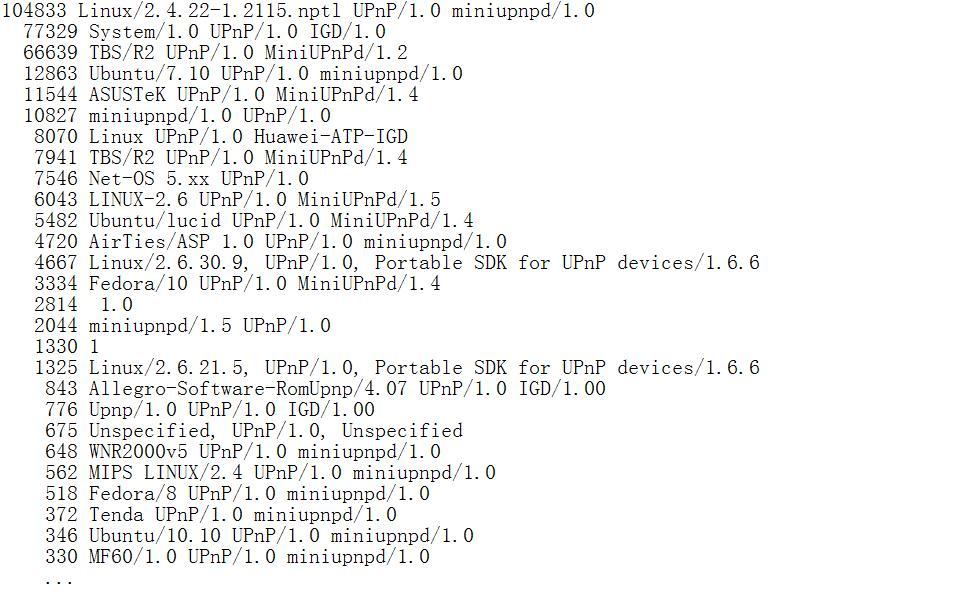 104833 Linux/2.4.22-1.2115.nptl UPnP/1.0 miniupnpd/1.0
77329 System/1.0 UPnP/1.0 IGD/1.0
66639 TBS/R2 UPnP/1.0 MiniUPnPd/1.2
12863 Ubuntu/7.10 UPnP/1.0 miniupnpd/1.0
11544 ASUSTeK UPnP/1.0 MiniUPnPd/1.4
10827 miniupnpd/1.0 UPnP/1.0
8070 Linux UPnP/1.0 Huawei-ATP-IGD
7941 TBS/R2 UPnP/1.0 MiniUPnPd/1.4
7546 Net-OS 5.xx UPnP/1.0
6043 LINUX-2.6 UPnP/1.0 MiniUPnPd/1.5
5482 Ubuntu/lucid UPnP/1.0 MiniUPnPd/1.4
4720 AirTies/ASP 1.0 UPnP/1.0 miniupnpd/1.0
4667 Linux/2.6.30.9, UPnP/1.0, Portable SDK for UPnP devices/1.6.6
3334 Fedora/10 UPnP/1.0 MiniUPnPd/1.4
2814  1.0
2044 miniupnpd/1.5 UPnP/1.0
1330 1
1325 Linux/2.6.21.5, UPnP/1.0, Portable SDK for UPnP devices/1.6.6
843 Allegro-Software-RomUpnp/4.07 UPnP/1.0 IGD/1.00
776 Upnp/1.0 UPnP/1.0 IGD/1.00
675 Unspecified, UPnP/1.0, Unspecified
648 WNR2000v5 UPnP/1.0 miniupnpd/1.0
562 MIPS LINUX/2.4 UPnP/1.0 miniupnpd/1.0
518 Fedora/8 UPnP/1.0 miniupnpd/1.0
372 Tenda UPnP/1.0 miniupnpd/1.0
346 Ubuntu/10.10 UPnP/1.0 miniupnpd/1.0
330 MF60/1.0 UPnP/1.0 miniupnpd/1.0
...